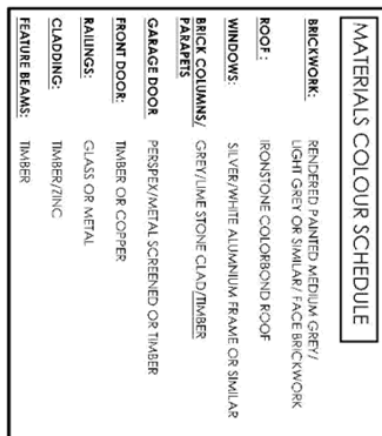 MATERIALS COLOUR SCHEDULE
BRICKWORK: RENDERED PAINTED MEDIUM GREY/
LIGHT GREY OR SIMILAR/ FACE BRICKWORK
ROOF: IRONSTONE COLORBOND ROOF
WINDOWS: SILVER/WHITE ALUMNIUM FRAME OR SIMILAR
BRICK COLUMNS/ GREY/LIME STONE CLAD/TIMBER
PARAPETS
GARAGE DOOR PERSPEX/METAL SCREENED OR TIMBER
FRONT DOOR: TIMBER OR COPPER
RAILINGS: GLASS OR METAL
CLADDING: TIMBER/ZINC
FEATURE BEAMS: TIMBER